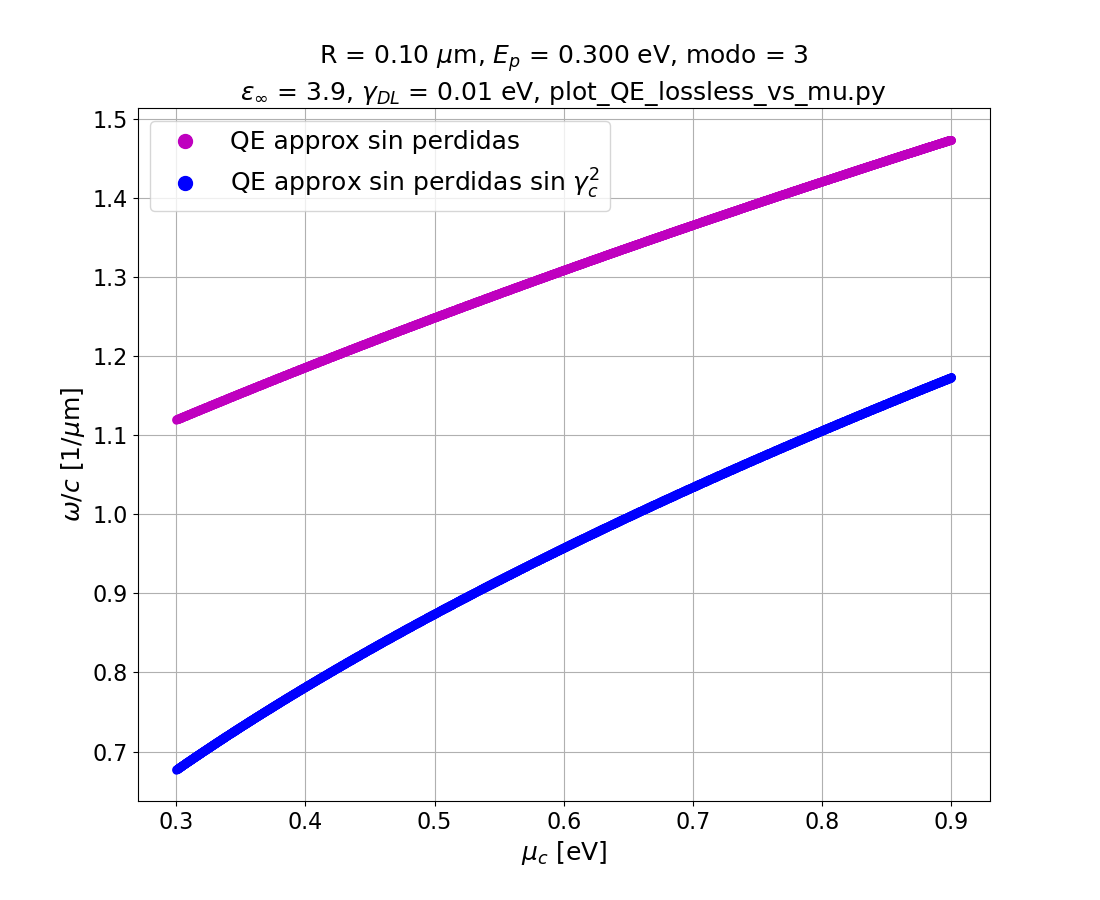 R = 0.10 μm, E_p = 0.300 eV, modo = 3
ε_∞ = 3.9, γ_DL = 0.01 eV, plot_QE_lossless_vs_mu.py
QE approx sin perdidas
QE approx sin perdidas sin γ_c^2
1.5
1.4
1.3
1.2
1.1
1.0
0.9
0.8
0.7
ω/c [1/μm]
0.3 0.4 0.5 0.6 0.7 0.8 0.9
μ_c [eV]